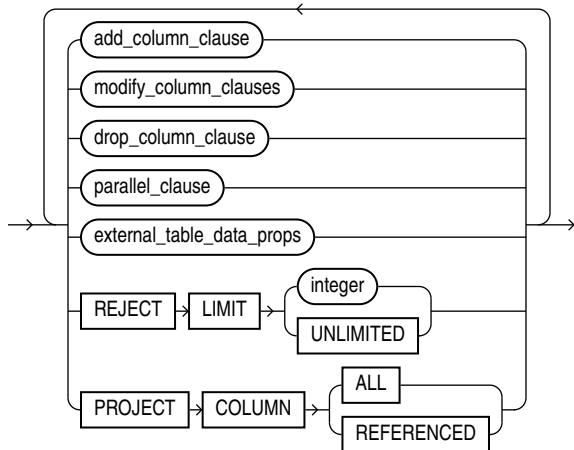 add_column_clause
modify_column_clauses
drop_column_clause
parallel_clause
external_table_data_props
REJECT LIMIT integer
UNLIMITED
PROJECT COLUMN ALL
REFERENCED